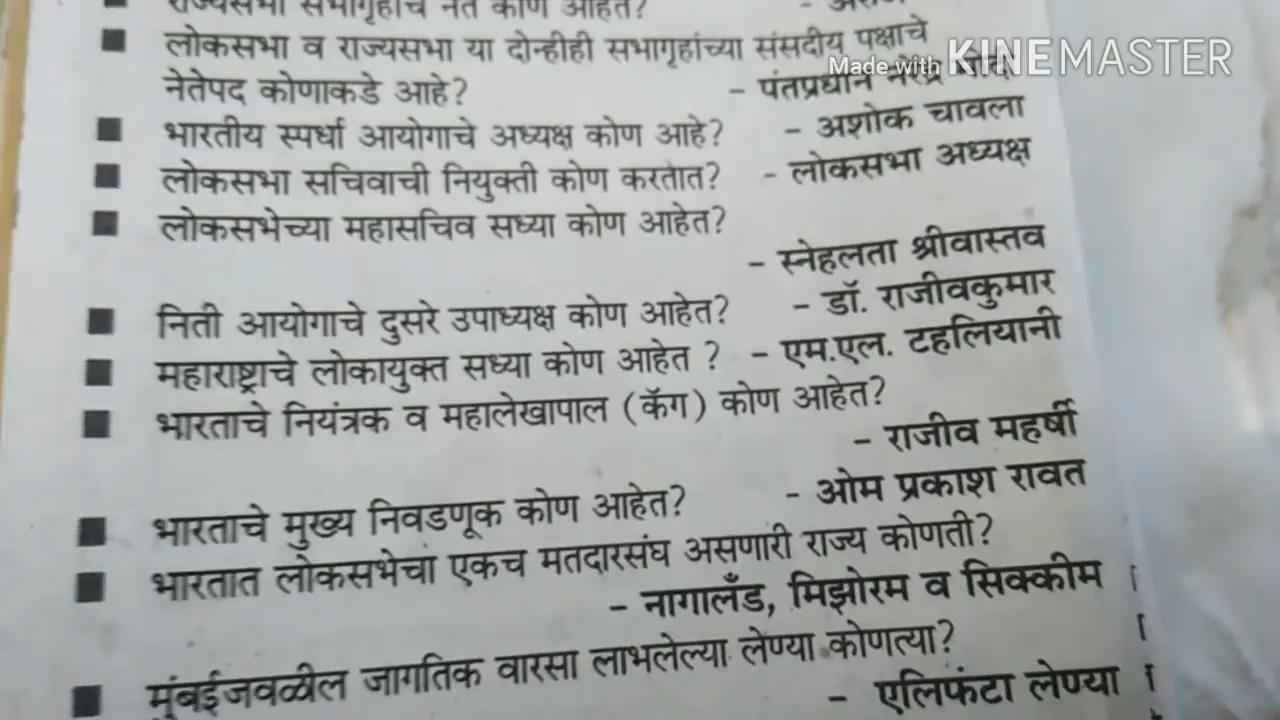 राज्यसभा सभागृहाचे नेते कोण आहेत?
लोकसभा व राज्यसभा या दोन्हीही सभागृहांच्या संसदीय पक्षाचे
Made with KINEMASTER
नेतेपद कोणाकडे आहे? - पंतप्रधान नरेंद्र मोदी
भारतीय स्पर्धा आयोगाचे अध्यक्ष कोण आहे? - अशोक चावला
लोकसभा सचिवाची नियुक्ती कोण करतात? - लोकसभा अध्यक्ष
लोकसभेच्या महासचिव सध्या कोण आहेत?
- स्नेहलता श्रीवास्तव
निती आयोगाचे दुसरे उपाध्यक्ष कोण आहेत? - डॉ. राजीवकुमार
महाराष्ट्राचे लोकायुक्त सध्या कोण आहेत ? - एम.एल. टहलियानी
भारताचे नियंत्रक व महालेखापाल (कॅग) कोण आहेत?
- राजीव महर्षी
भारताचे मुख्य निवडणूक कोण आहेत? - ओम प्रकाश रावत
भारतात लोकसभेचा एकच मतदारसंघ असणारी राज्य कोणती?
- नागालँड, मिझोरम व सिक्कीम
मुंबईजवळील जागतिक वारसा लाभलेल्या लेण्या कोणत्या?
- एलिफंटा लेण्या